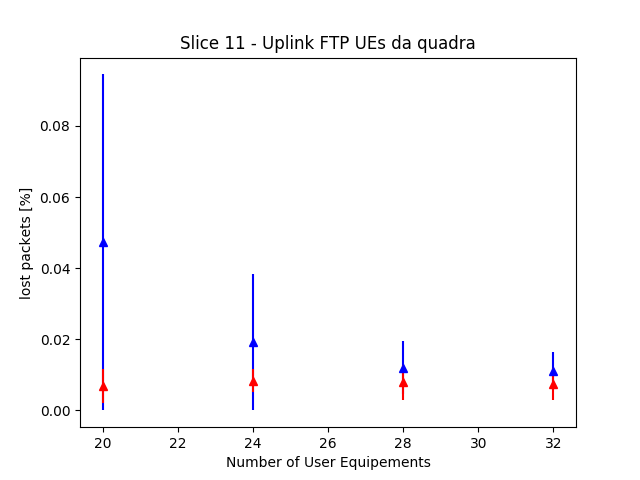 Slice 11 - Uplink FTP UEs da quadra
lost packets [%]
0.08
0.06
0.04
0.02
0.00
20 22 24 26 28 30 32
Number of User Equipements